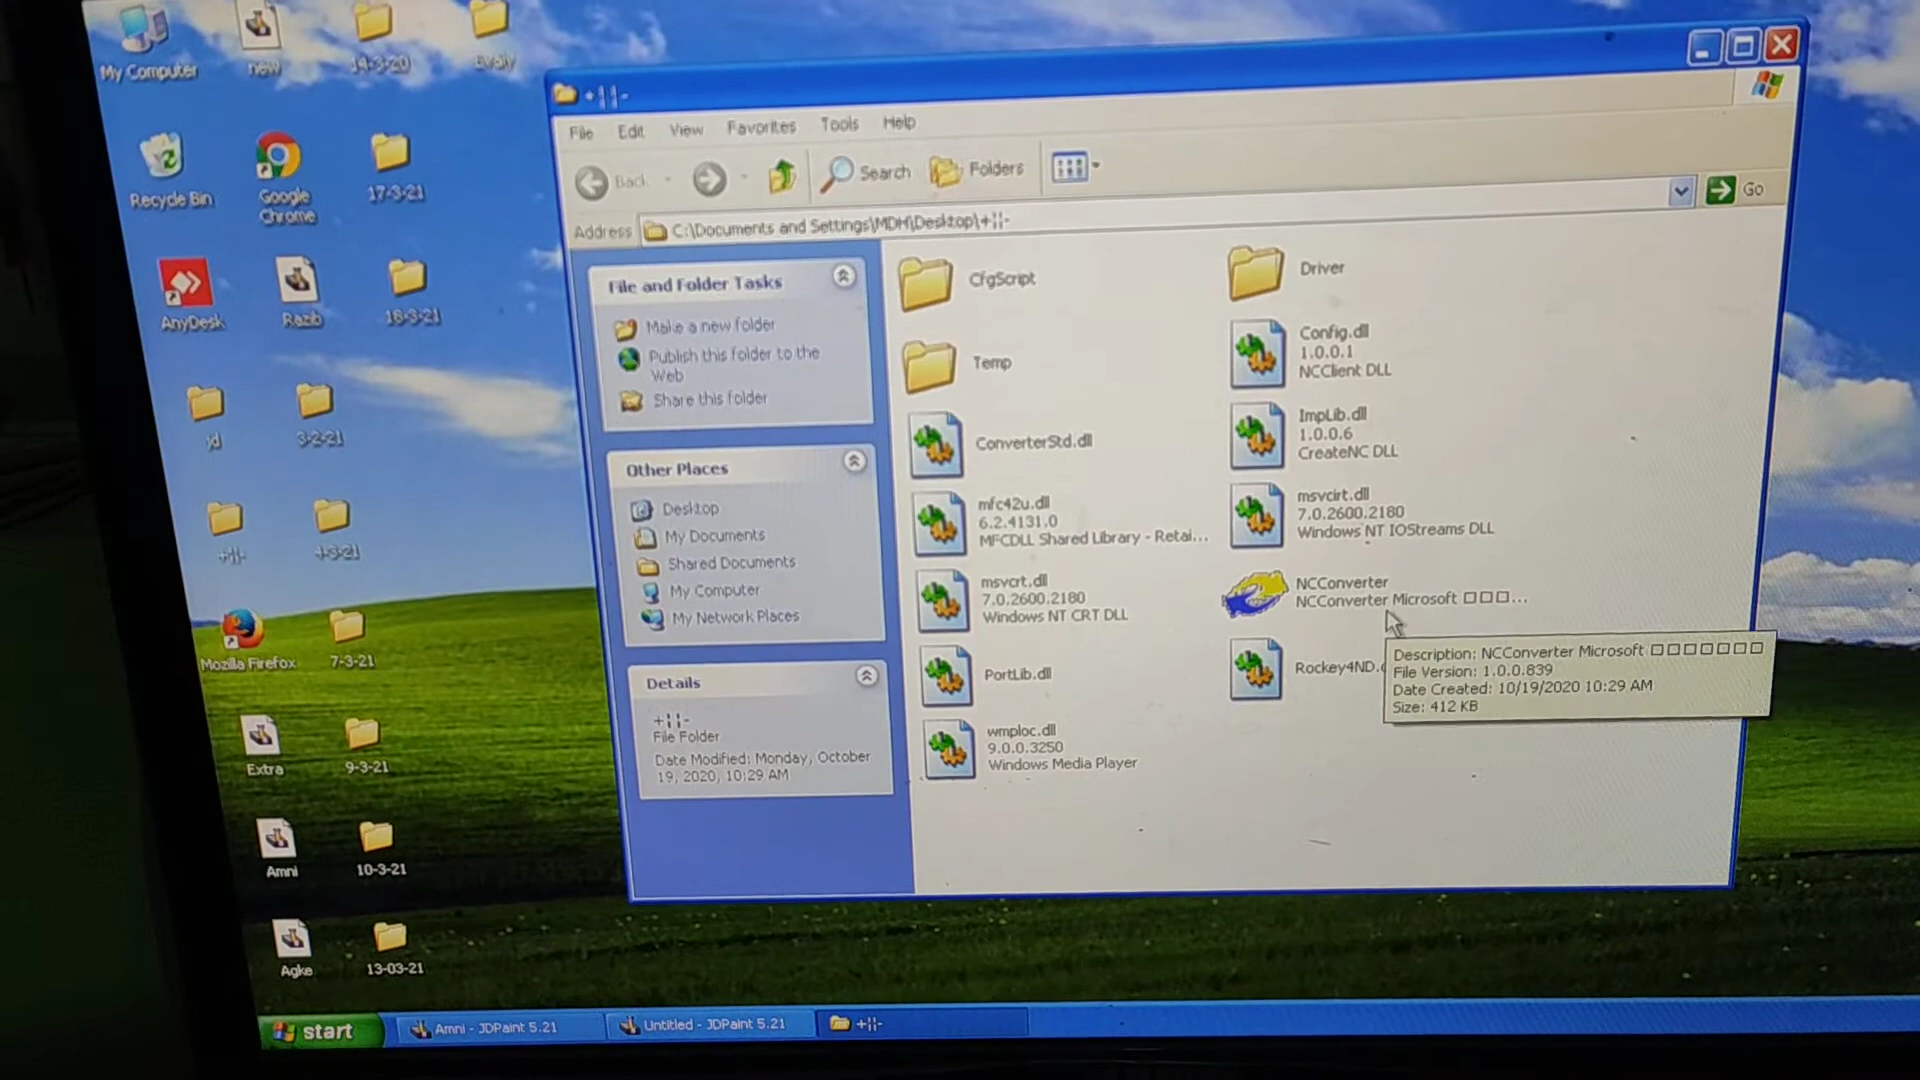 My Computer
new
14-3-20
Evaly
Recycle Bin
Google
Chrome
17-3-21
AnyDesk
Razib
18-3-21
jd
3-2-21
+¦¦-
4-3-21
Mozilla Firefox
7-3-21
Extra
9-3-21
Amni
10-3-21
Agke
13-03-21
+¦¦-
File Edit View Favorites Tools Help
Back Search Folders
Address C:\Documents and Settings\MDH\Desktop\+¦¦- Go
File and Folder Tasks
Make a new folder
Publish this folder to the
Web
Share this folder
Other Places
Desktop
My Documents
Shared Documents
My Computer
My Network Places
Details
+¦¦-
File Folder
Date Modified: Monday, October
19, 2020, 10:29 AM
CfgScript
Driver
Temp
Config.dll
1.0.0.1
NCClient DLL
ConverterStd.dll
ImpLib.dll
1.0.0.6
CreateNC DLL
mfc42u.dll
6.2.4131.0
MFCDLL Shared Library - Retai...
msvcirt.dll
7.0.2600.2180
Windows NT IOStreams DLL
msvcrt.dll
7.0.2600.2180
Windows NT CRT DLL
NCConverter
NCConverter Microsoft □□□...
PortLib.dll
Rockey4ND.
Description: NCConverter Microsoft □□□□□□□
File Version: 1.0.0.839
Date Created: 10/19/2020 10:29 AM
Size: 412 KB
wmploc.dll
9.0.0.3250
Windows Media Player
start
Amni - JDPaint 5.21
Untitled - JDPaint 5.21
+¦¦-